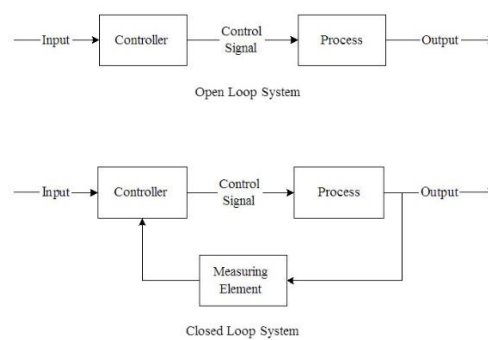 Input
Controller
Control
Signal
Process
Output
Open Loop System
Input
Controller
Control
Signal
Process
Output
Measuring
Element
Closed Loop System